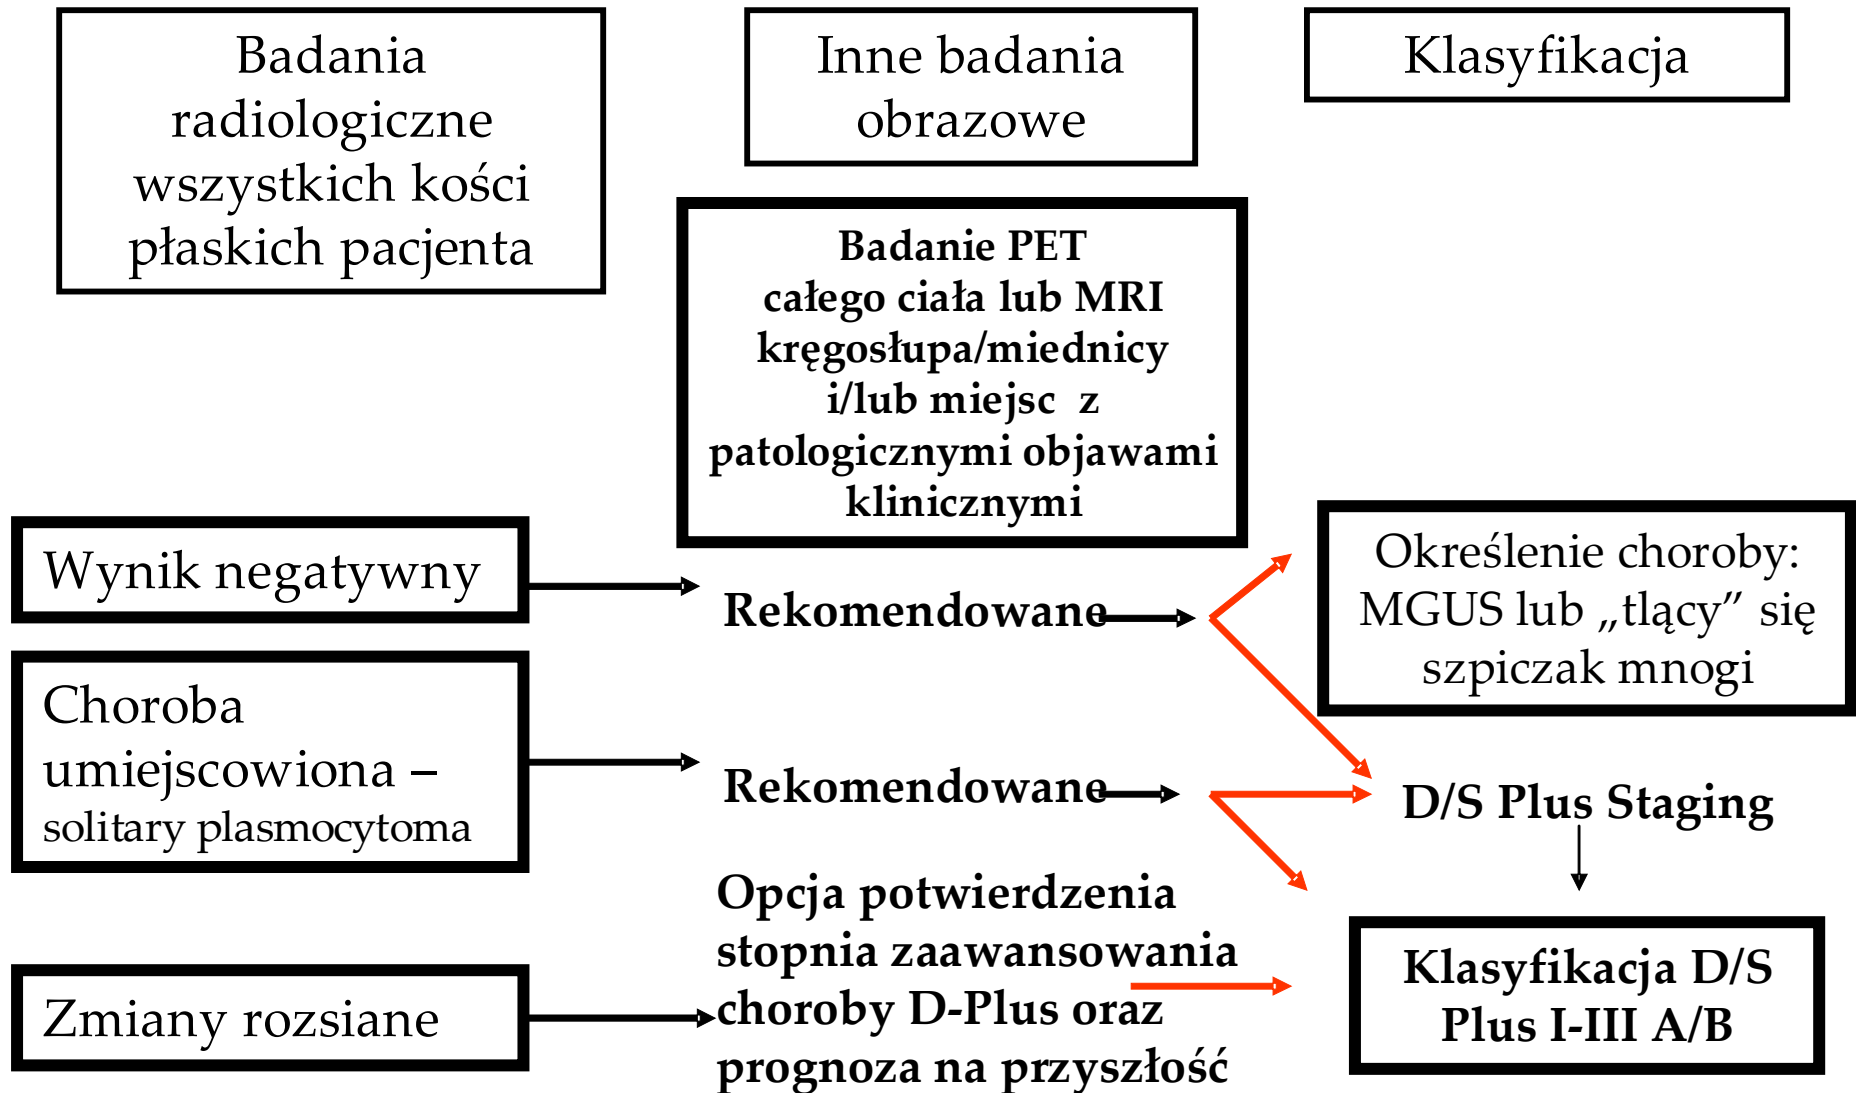 Badania
radiologiczne
wszystkich kości
płaskich pacjenta
Inne badania
obrazowe
Klasyfikacja
Badanie PET
całego ciała lub MRI
kręgosłupa/miednicy
i/lub miejsc z
patologicznymi objawami
klinicznymi
Wynik negatywny
Rekomendowane
Określenie choroby:
MGUS lub „tlący” się
szpiczak mnogi
Choroba
umiejscowiona –
solitary plasmocytoma
Rekomendowane
D/S Plus Staging
Zmiany rozsiane
Opcja potwierdzenia
stopnia zaawansowania
choroby D-Plus oraz
prognoza na przyszłość
Klasyfikacja D/S
Plus I-III A/B